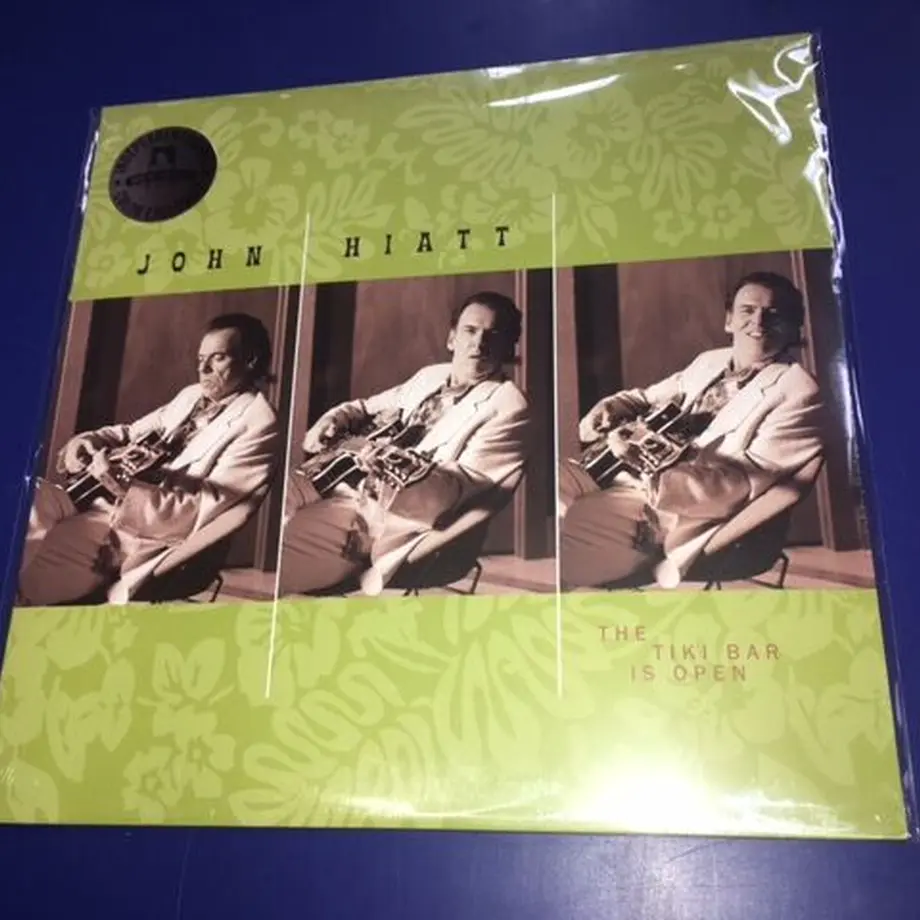 JOHN HIATT
THE
TIKI BAR
IS OPEN